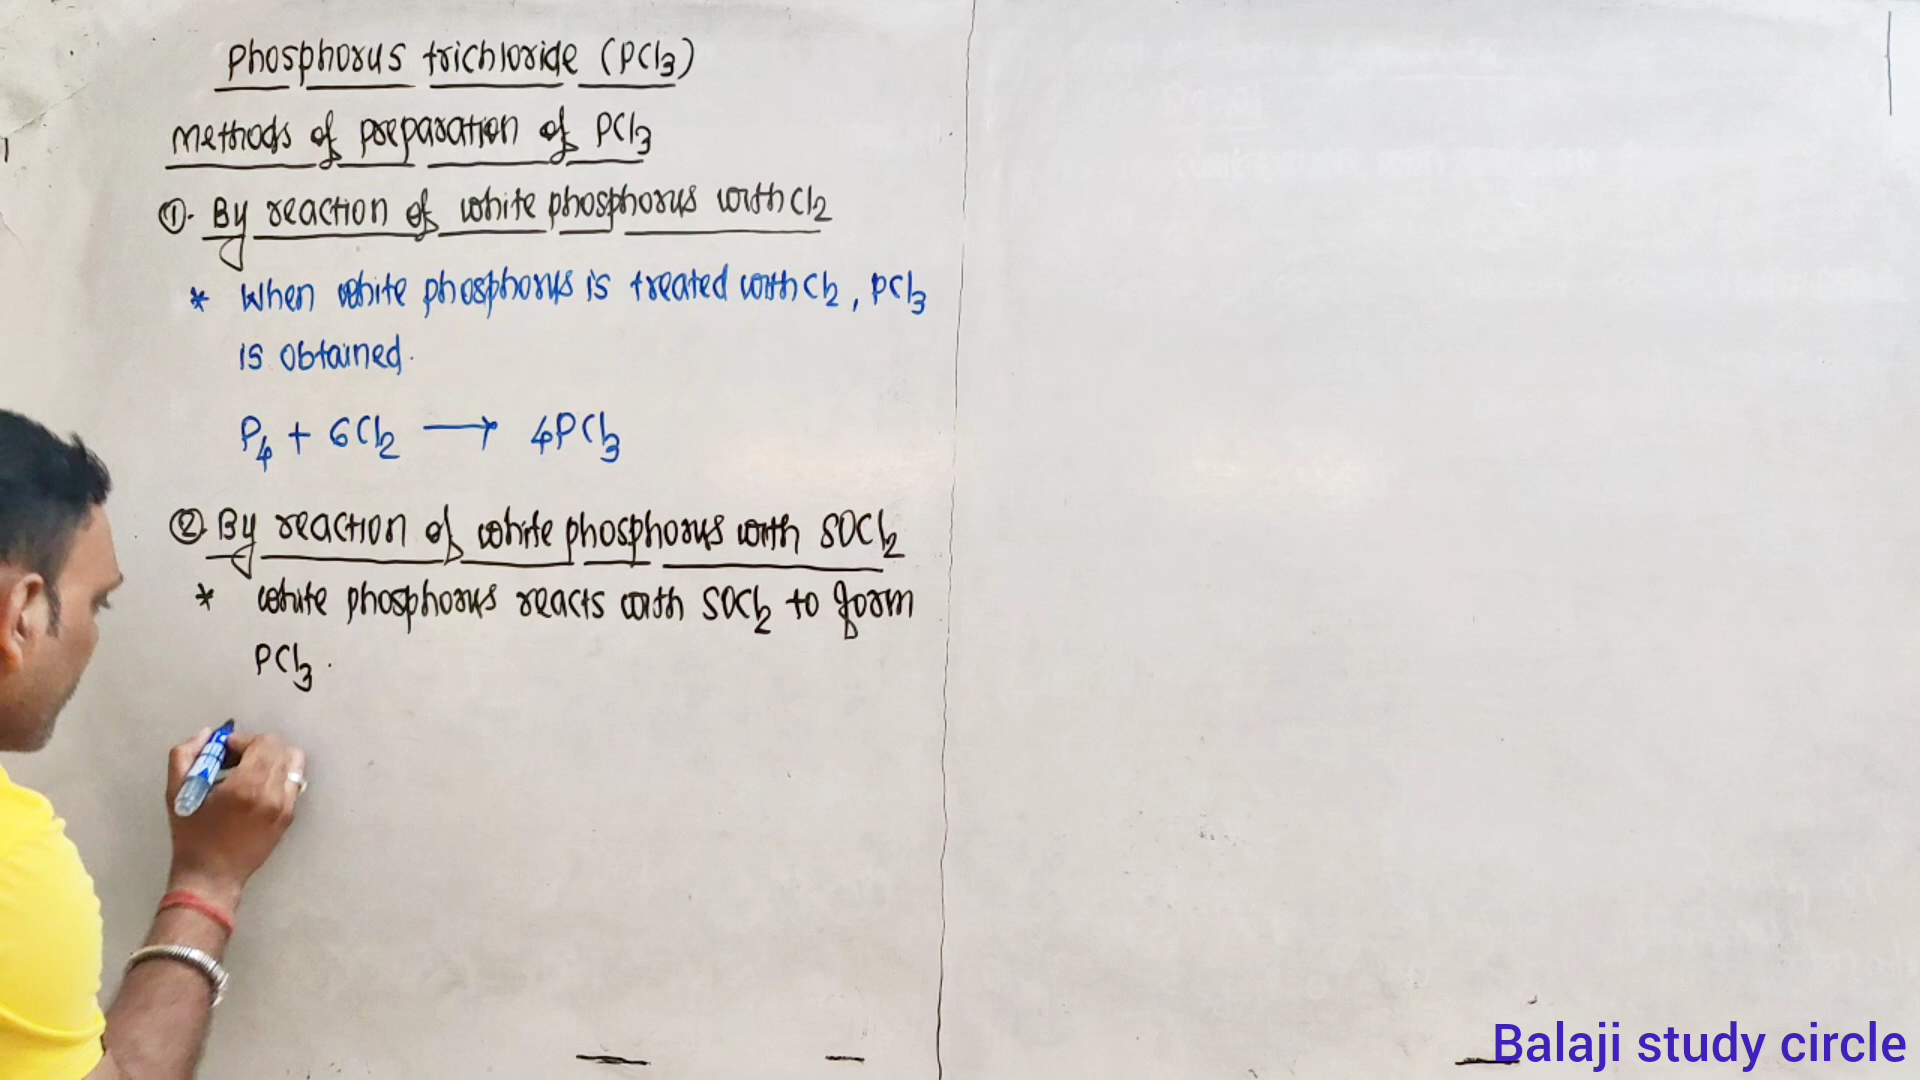 Phosphorus trichloride (PCl3)
Methods of preparation of PCl3
①. By reaction of white phosphorus with Cl2
* When white phosphorus is treated with Cl2, PCl3
is obtained.
P4 + 6Cl2 ⟶ 4PCl3
②. By reaction of white phosphorus with SOCl2
* white phosphorus reacts with SOCl2 to form
PCl3.
Balaji study circle